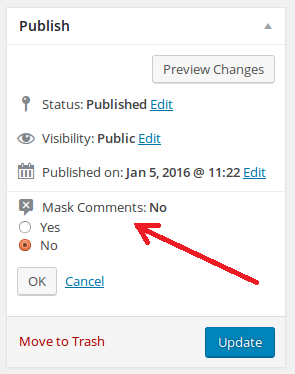 Publish
Preview Changes
Status: Published Edit
Visibility: Public Edit
Published on: Jan 5, 2016 @ 11:22 Edit
Mask Comments: No
Yes
No
OK Cancel
Move to Trash Update